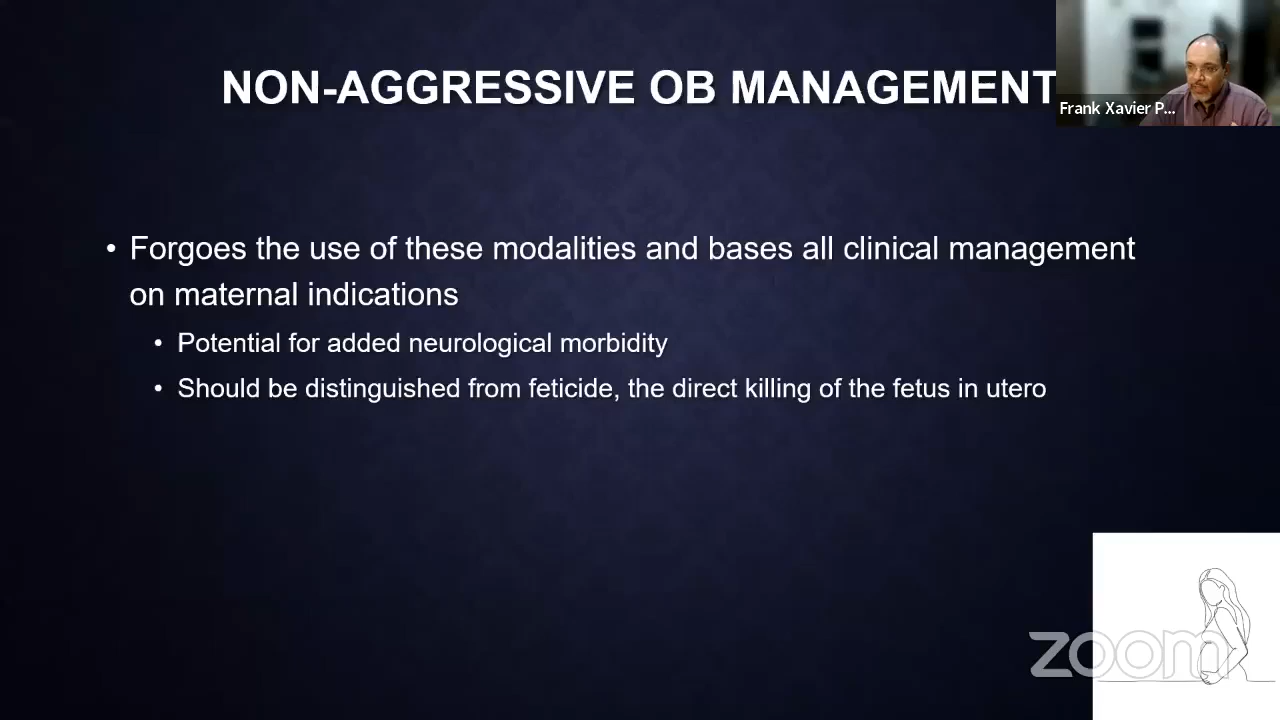 NON-AGGRESSIVE OB MANAGEMENT
Frank Xavier P...
• Forgoes the use of these modalities and bases all clinical management
on maternal indications
• Potential for added neurological morbidity
• Should be distinguished from feticide, the direct killing of the fetus in utero
zoom